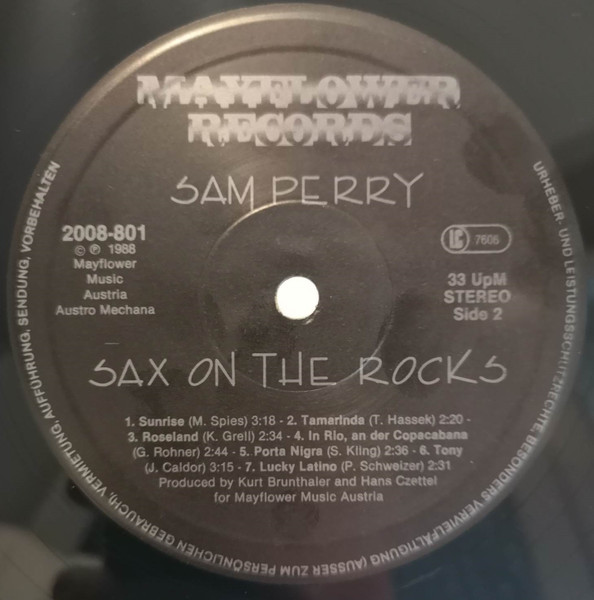 MAYFLOWER
RECORDS
SAM PERRY
2008-801
© ℗ 1988
Mayflower
Music
Austria
Austro Mechana
LC 7606
33 UpM
STEREO
Side 2
SAX ON THE ROCKS
1. Sunrise (M. Spies) 3:18 - 2. Tamarinda (T. Hassek) 2:20 -
3. Roseland (K. Grell) 2:34 - 4. In Rio, an der Copacabana
(G. Rohner) 2:44 - 5. Porta Nigra (S. Kling) 2:36 - 6. Tony
(J. Caldor) 3:15 - 7. Lucky Latino (P. Schweizer) 2:31
Produced by Kurt Brunthaler and Hans Czettel
for Mayflower Music Austria
URHEBER- UND LEISTUNGSSCHUTZRECHTE BESONDERS VERVIELFÄLTIGUNG (AUSSER ZUM PERSÖNLICHEN GEBRAUCH), VERMIETUNG, AUFFÜHRUNG, SENDUNG, VORBEHALTEN